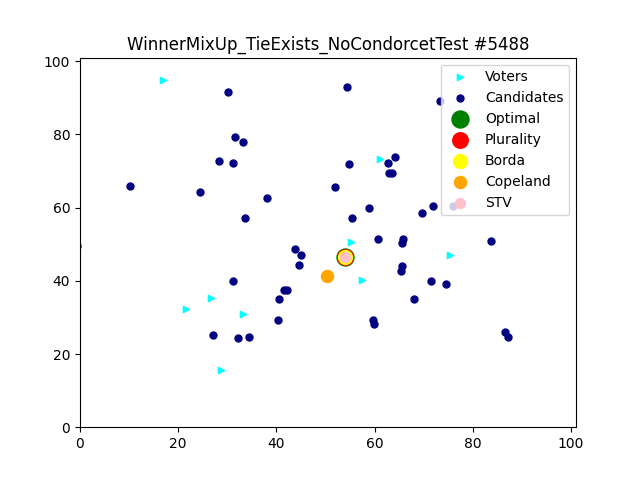 WinnerMixUp_TieExists_NoCondorcetTest #5488
100
80
60
40
20
0
0 20 40 60 80 100
Voters
Candidates
Optimal
Plurality
Borda
Copeland
STV